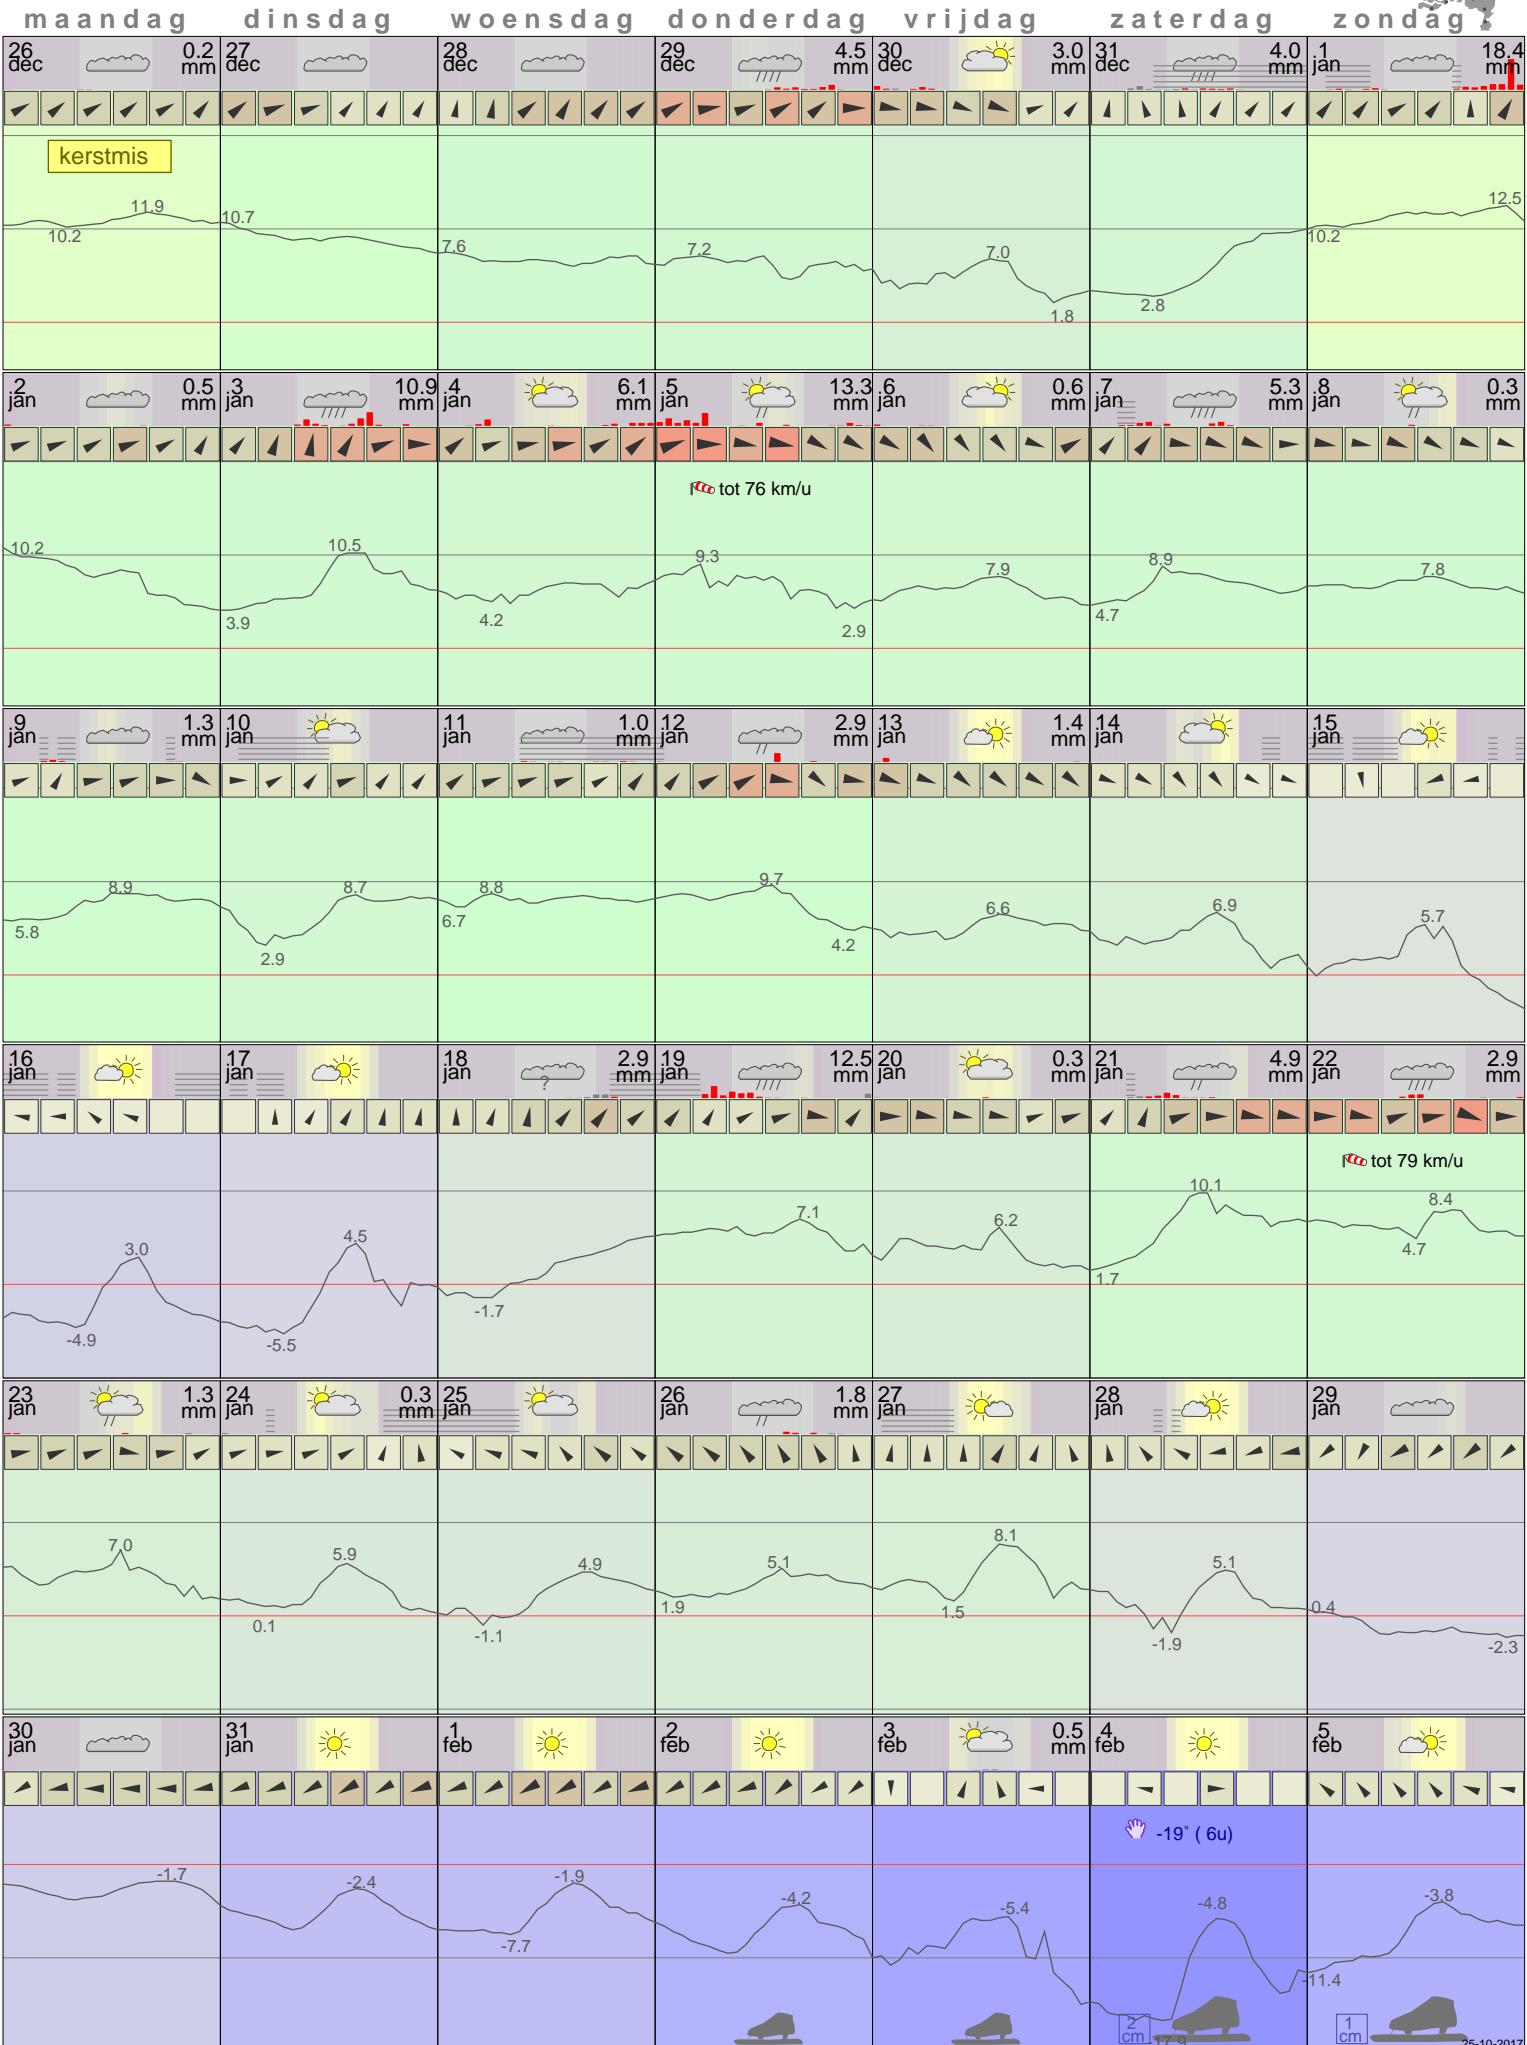 maandag dinsdag woensdag donderdag vrijdag zaterdag zondag
26 dec 0.2 mm 27 dec 28 dec 29 dec 4.5 mm 30 dec 3.0 mm 31 dec 4.0 mm 1 jan 18.4 mm
kerstmis
11.9 10.2 10.7 7.6 7.2 7.0 1.8 2.8 10.2 12.5
2 jan 0.5 mm 3 jan 10.9 mm 4 jan 6.1 mm 5 jan 13.3 mm 6 jan 0.6 mm 7 jan 5.3 mm 8 jan 0.3 mm
tot 76 km/u
10.2 3.9 10.5 4.2 9.3 2.9 7.9 4.7 8.9 7.8
9 jan 1.3 mm 10 jan 11 jan 1.0 mm 12 jan 2.9 mm 13 jan 1.4 mm 14 jan 15 jan
5.8 8.9 2.9 8.7 6.7 8.8 9.7 4.2 6.6 6.9 5.7
16 jan 17 jan 18 jan ? 2.9 mm 19 jan 12.5 mm 20 jan 0.3 mm 21 jan 4.9 mm 22 jan 2.9 mm
tot 79 km/u
-4.9 3.0 -5.5 4.5 -1.7 7.1 6.2 1.7 10.1 4.7 8.4
23 jan 1.3 mm 24 jan 0.3 mm 25 jan 26 jan 1.8 mm 27 jan 28 jan 29 jan
7.0 0.1 5.9 -1.1 4.9 1.9 5.1 1.5 8.1 -1.9 5.1 0.4 -2.3
30 jan 31 jan 1 feb 2 feb 3 feb 0.5 mm 4 feb 5 feb
-19° ( 6u)
-1.7 -2.4 -7.7 -1.9 -4.2 -5.4 -4.8 -11.4 -3.8
2 cm -17.9 1 cm
25-10-2017